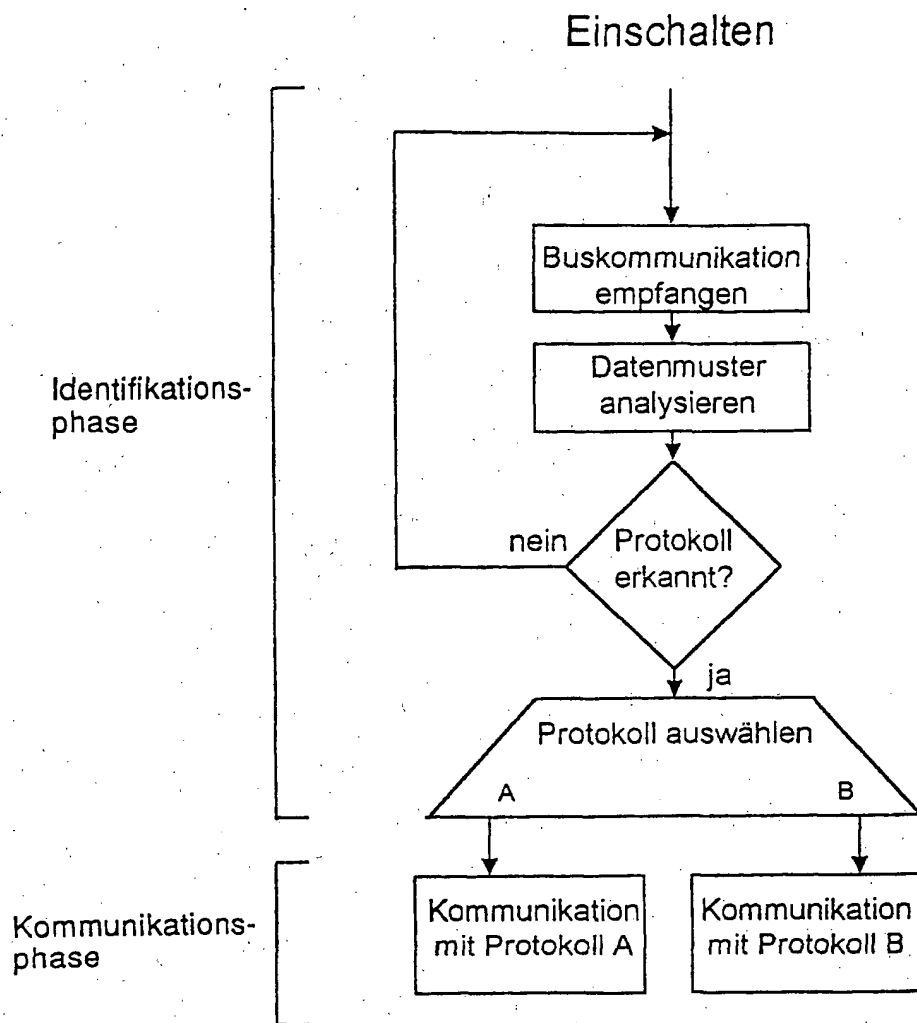 Einschalten
Buskommunikation
empfangen
Identifikations-
phase
Datenmuster
analysieren
nein
Protokoll
erkannt?
ja
Protokoll auswählen
A
B
Kommunikations-
phase
Kommunikation
mit Protokoll A
Kommunikation
mit Protokoll B